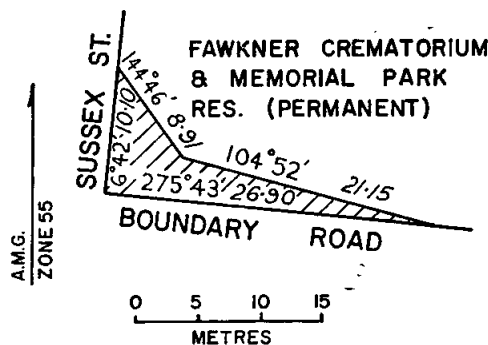 FAWKNER CREMATORIUM
& MEMORIAL PARK
RES. (PERMANENT)
SUSSEX ST.
144°46' 8·91
6°42' 10·10
104°52' 21·15
275°43' 26·90
BOUNDARY ROAD
A.M.G.
ZONE 55
0 5 10 15
METRES